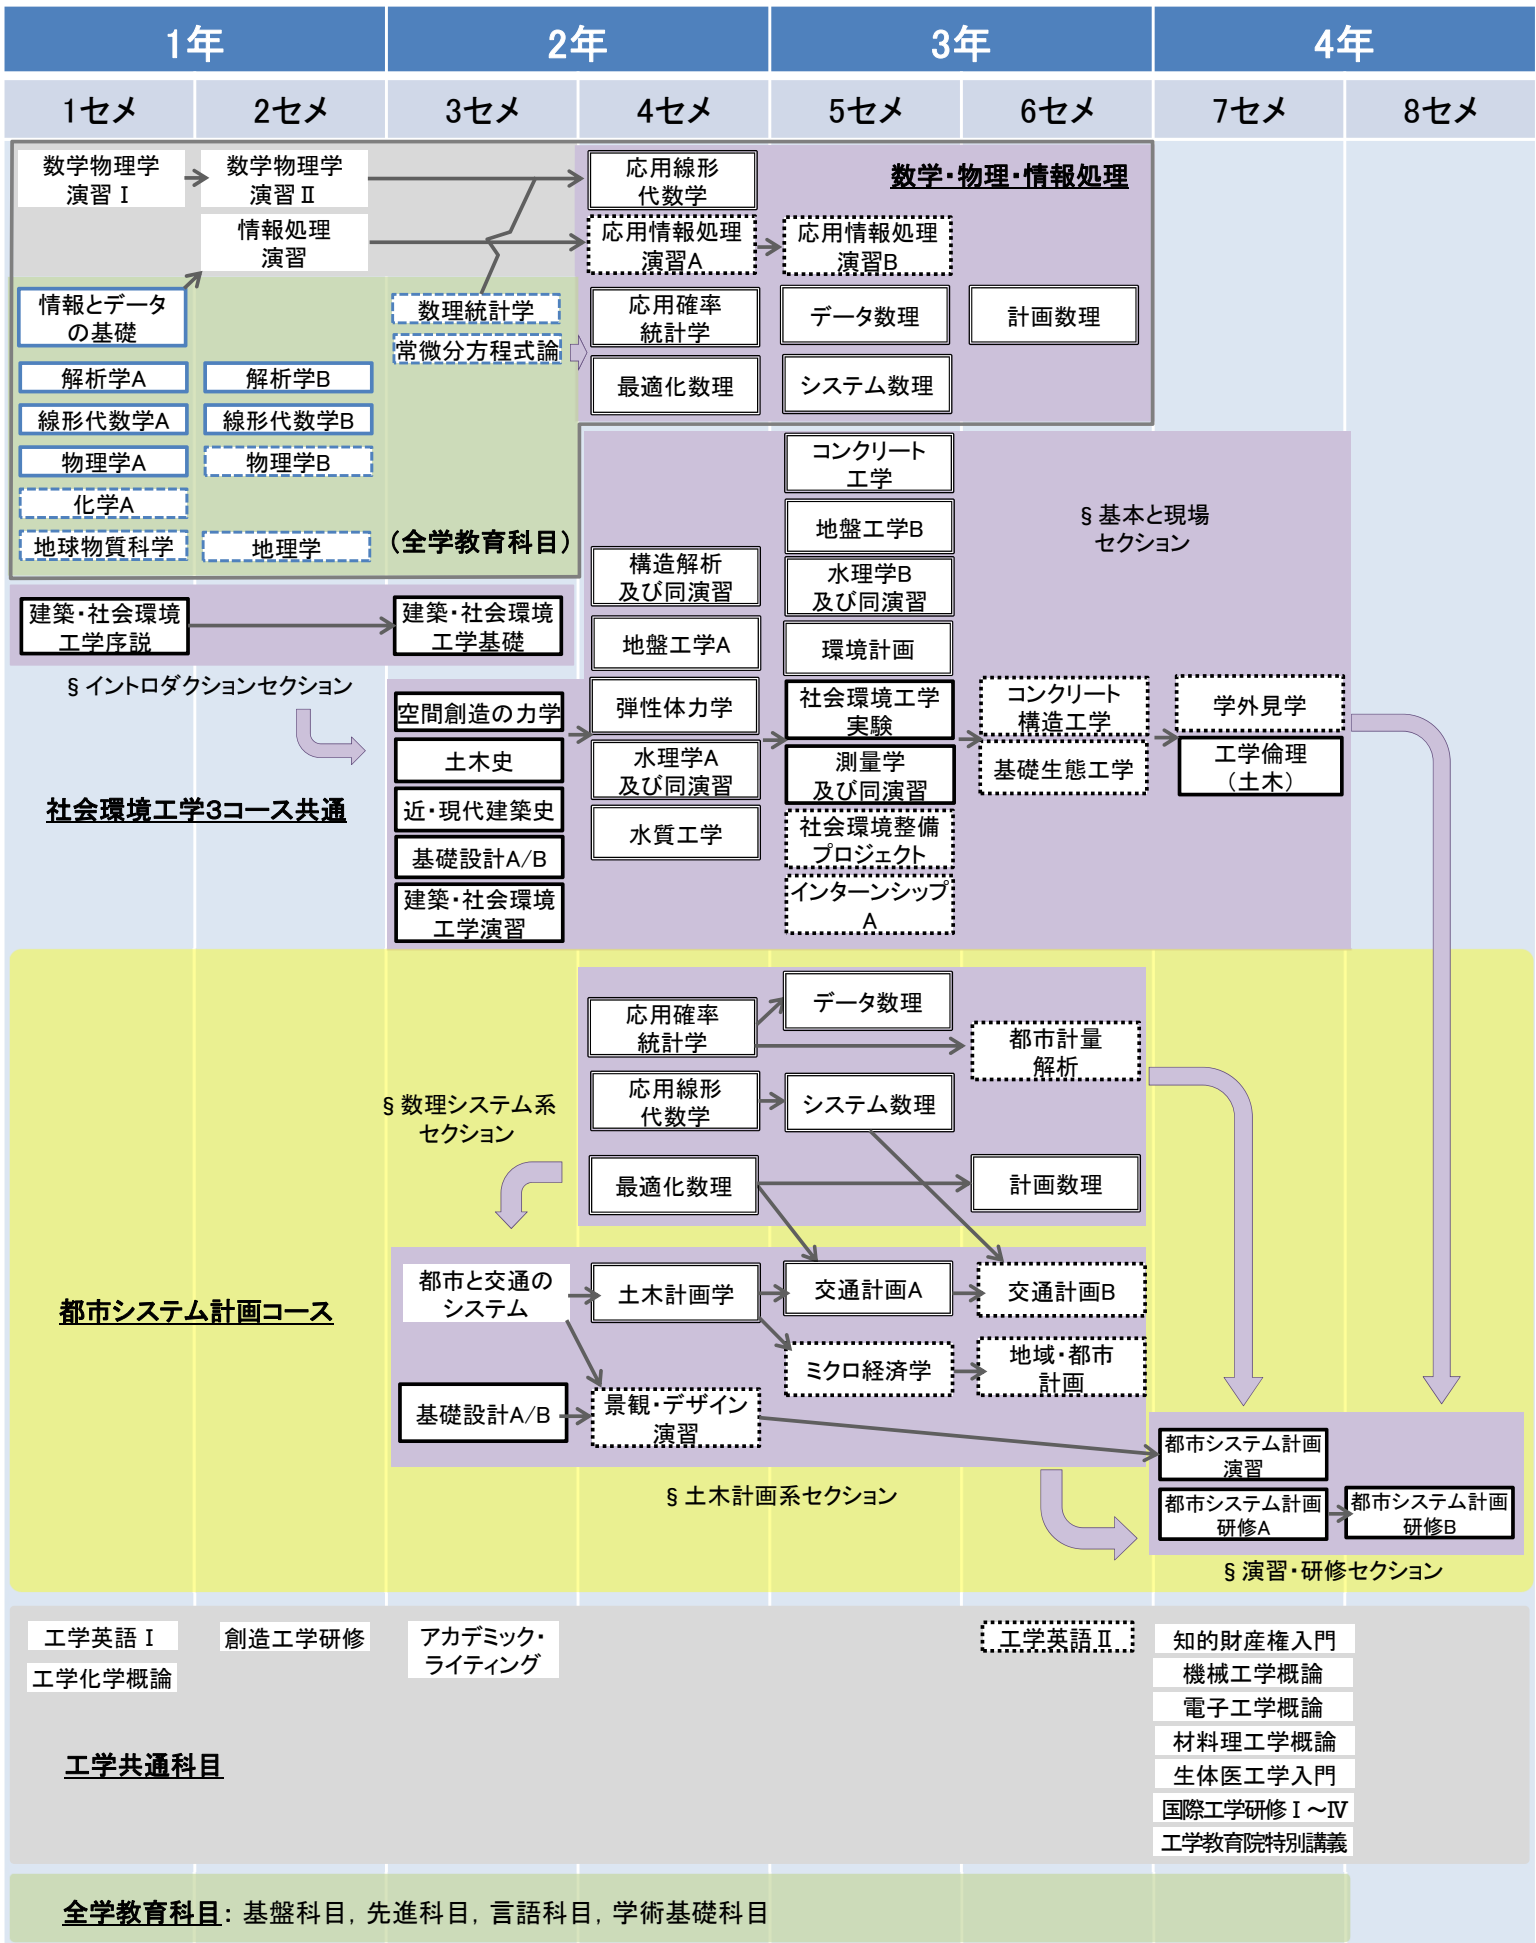 1年
2年
3年
4年
1セメ
2セメ
3セメ
4セメ
5セメ
6セメ
7セメ
8セメ
数学・物理・情報処理
数学物理学
演習Ⅰ
数学物理学
演習Ⅱ
応用線形
代数学
情報処理
演習
応用情報処理
演習A
応用情報処理
演習B
情報とデータ
の基礎
数理統計学
常微分方程式論
応用確率
統計学
データ数理
計画数理
解析学A
解析学B
最適化数理
システム数理
線形代数学A
線形代数学B
物理学A
物理学B
化学A
地球物質科学
地理学
（全学教育科目）
建築・社会環境
工学序説
建築・社会環境
工学基礎
§イントロダクションセクション
社会環境工学3コース共通
空間創造の力学
土木史
近・現代建築史
基礎設計A/B
建築・社会環境
工学演習
構造解析
及び同演習
地盤工学A
弾性体力学
水理学A
及び同演習
水質工学
コンクリート
工学
地盤工学B
水理学B
及び同演習
環境計画
社会環境工学
実験
測量学
及び同演習
社会環境整備
プロジェクト
インターンシップ
A
§基本と現場
セクション
コンクリート
構造工学
基礎生態工学
学外見学
工学倫理
（土木）
都市システム計画コース
§数理システム系
セクション
応用確率
統計学
データ数理
都市計量
解析
応用線形
代数学
システム数理
最適化数理
計画数理
都市と交通の
システム
土木計画学
交通計画A
交通計画B
ミクロ経済学
地域・都市
計画
基礎設計A/B
景観・デザイン
演習
§土木計画系セクション
都市システム計画
演習
都市システム計画
研修A
都市システム計画
研修B
§演習・研修セクション
工学英語Ⅰ
工学化学概論
創造工学研修
アカデミック・
ライティング
工学英語Ⅱ
知的財産権入門
機械工学概論
電子工学概論
材料理工学概論
生体医工学入門
国際工学研修Ⅰ～Ⅳ
工学教育院特別講義
工学共通科目
全学教育科目：基盤科目，先進科目，言語科目，学術基礎科目